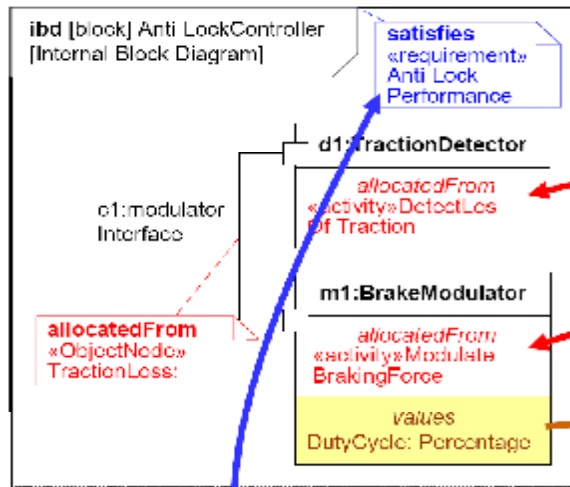 ibd [block] Anti LockController
[Internal Block Diagram]
satisfies
«requirement»
Anti Lock
Performance
d1:TractionDetector
allocatedFrom
«activity»DetectLos
Of Traction
c1:modulator
Interface
m1:BrakeModulator
allocatedFrom
«activity»Modulate
BrakingForce
allocatedFrom
«ObjectNode»
TractionLoss:
values
DutyCycle: Percentage